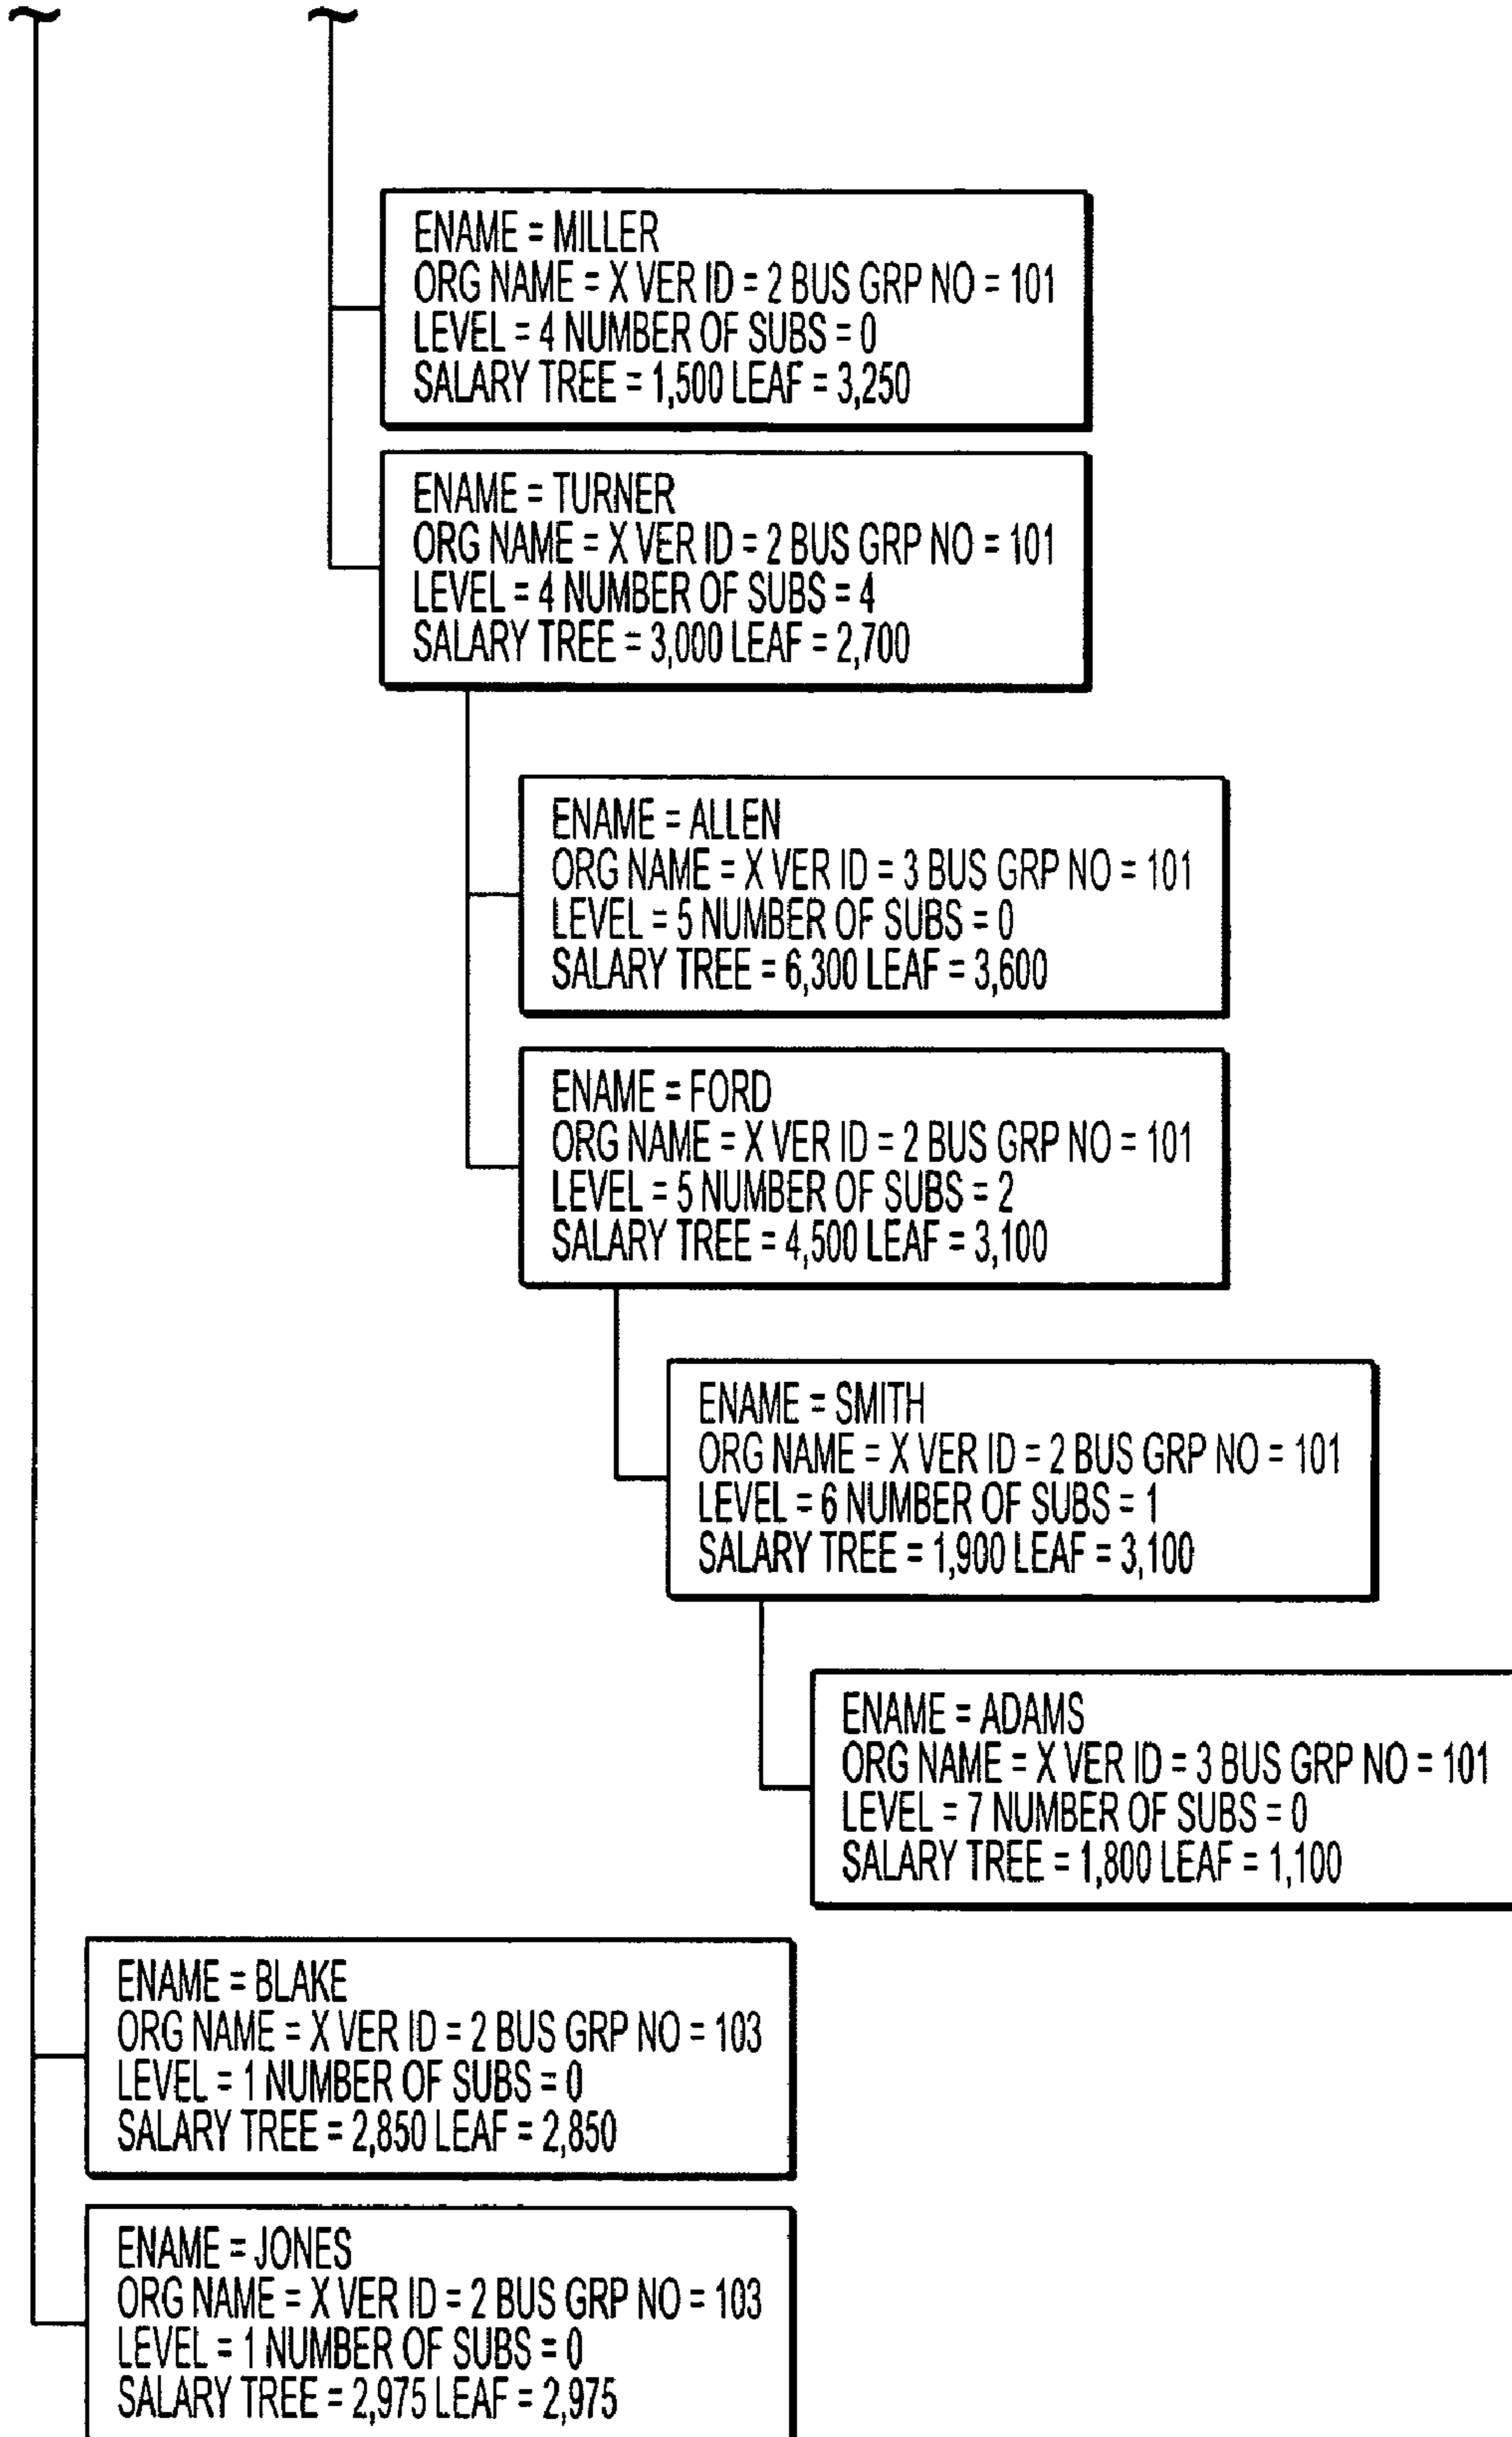 ENAME = MILLER
ORG NAME = X VER ID = 2 BUS GRP NO = 101
LEVEL = 4 NUMBER OF SUBS = 0
SALARY TREE = 1,500 LEAF = 3,250
ENAME = TURNER
ORG NAME = X VER ID = 2 BUS GRP NO = 101
LEVEL = 4 NUMBER OF SUBS = 4
SALARY TREE = 3,000 LEAF = 2,700
ENAME = ALLEN
ORG NAME = X VER ID = 3 BUS GRP NO = 101
LEVEL = 5 NUMBER OF SUBS = 0
SALARY TREE = 6,300 LEAF = 3,600
ENAME = FORD
ORG NAME = X VER ID = 2 BUS GRP NO = 101
LEVEL = 5 NUMBER OF SUBS = 2
SALARY TREE = 4,500 LEAF = 3,100
ENAME = SMITH
ORG NAME = X VER ID = 2 BUS GRP NO = 101
LEVEL = 6 NUMBER OF SUBS = 1
SALARY TREE = 1,900 LEAF = 3,100
ENAME = ADAMS
ORG NAME = X VER ID = 3 BUS GRP NO = 101
LEVEL = 7 NUMBER OF SUBS = 0
SALARY TREE = 1,800 LEAF = 1,100
ENAME = BLAKE
ORG NAME = X VER ID = 2 BUS GRP NO = 103
LEVEL = 1 NUMBER OF SUBS = 0
SALARY TREE = 2,850 LEAF = 2,850
ENAME = JONES
ORG NAME = X VER ID = 2 BUS GRP NO = 103
LEVEL = 1 NUMBER OF SUBS = 0
SALARY TREE = 2,975 LEAF = 2,975